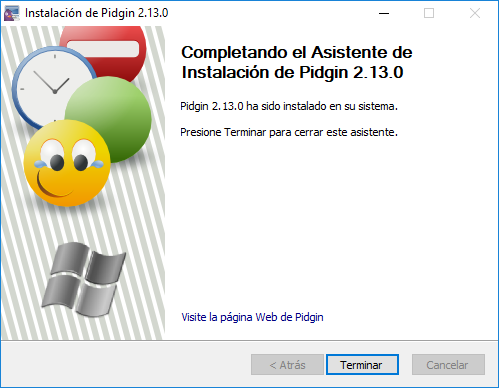 Instalación de Pidgin 2.13.0
Completando el Asistente de
Instalación de Pidgin 2.13.0
Pidgin 2.13.0 ha sido instalado en su sistema.
Presione Terminar para cerrar este asistente.
Visite la página Web de Pidgin
< Atrás
Terminar
Cancelar